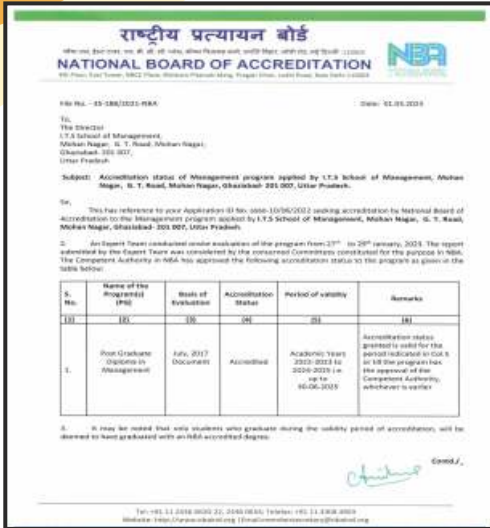 राष्ट्रीय प्रत्यायन बोर्ड
NATIONAL BOARD OF ACCREDITATION
NBA
File No. - 35-188/2021-NBA
Date: 01.03.2023
To,
The Director
I.T.S School of Management,
Mohan Nagar, G. T. Road, Mohan Nagar,
Ghaziabad- 201 007,
Uttar Pradesh
Subject: Accreditation status of Management program applied by I.T.S School of Management, Mohan
Nagar, G. T. Road, Mohan Nagar, Ghaziabad- 201 007, Uttar Pradesh.
Sir,
This has reference to your Application ID No. seeking accreditation by National Board of
Accreditation to the Management program applied by I.T.S School of Management, Mohan Nagar, G. T. Road,
Mohan Nagar, Ghaziabad- 201 007, Uttar Pradesh.
2. An Expert Team conducted onsite evaluation of the program from 27th to 29th January, 2023. The report
submitted by the Expert Team was considered by the concerned Committees constituted for the purpose in NBA.
The Competent Authority in NBA has approved the following accreditation status to the program as given in the
table below:
S. No. Name of the Program(s) (PG) Basis of Evaluation Accreditation Status Period of validity Remarks
(1) (2) (3) (4) (5) (6)
1. Post Graduate Diploma in Management July, 2017 Document Accredited Academic Years 2022-2023 to 2024-2025 i.e. up to 30-06-2025 Accreditation status granted is valid for the period indicated in Col.5 or till the program has the approval of the Competent Authority, whichever is earlier
3. It may be noted that only students who graduate during the validity period of accreditation, will be
deemed to have graduated with an NBA accredited degree.
Contd./,